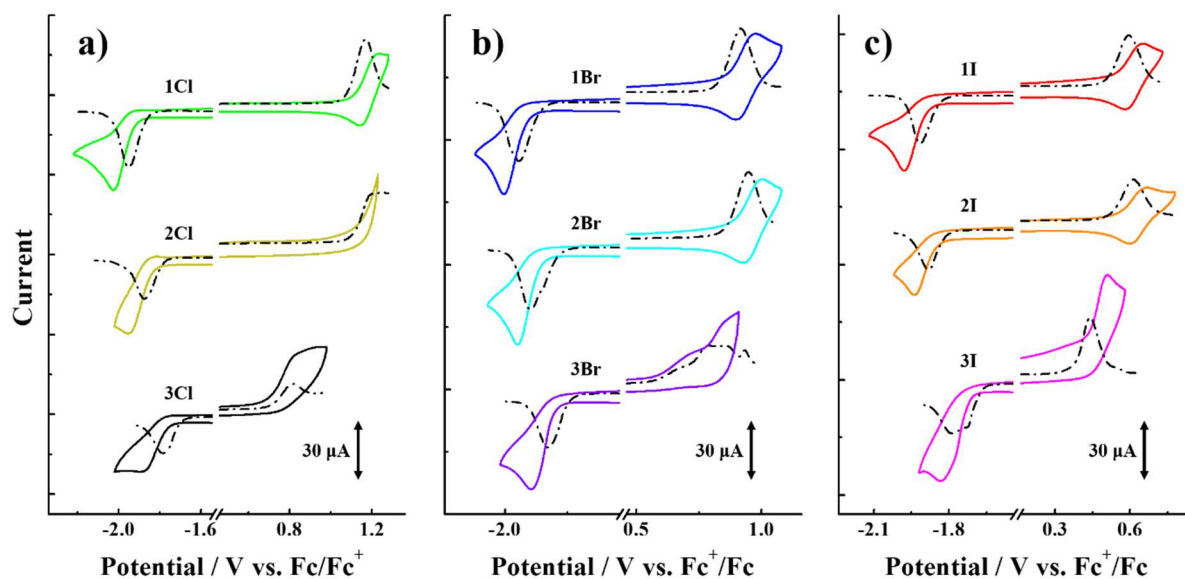 a)
1Cl
2Cl
3Cl
30 μA
-2.0 -1.6 0.8 1.2
Potential / V vs. Fc/Fc+
Current
b)
1Br
2Br
3Br
30 μA
-2.0 0.5 1.0
Potential / V vs. Fc+/Fc
c)
1I
2I
3I
30 μA
-2.1 -1.8 0.3 0.6
Potential / V vs. Fc+/Fc